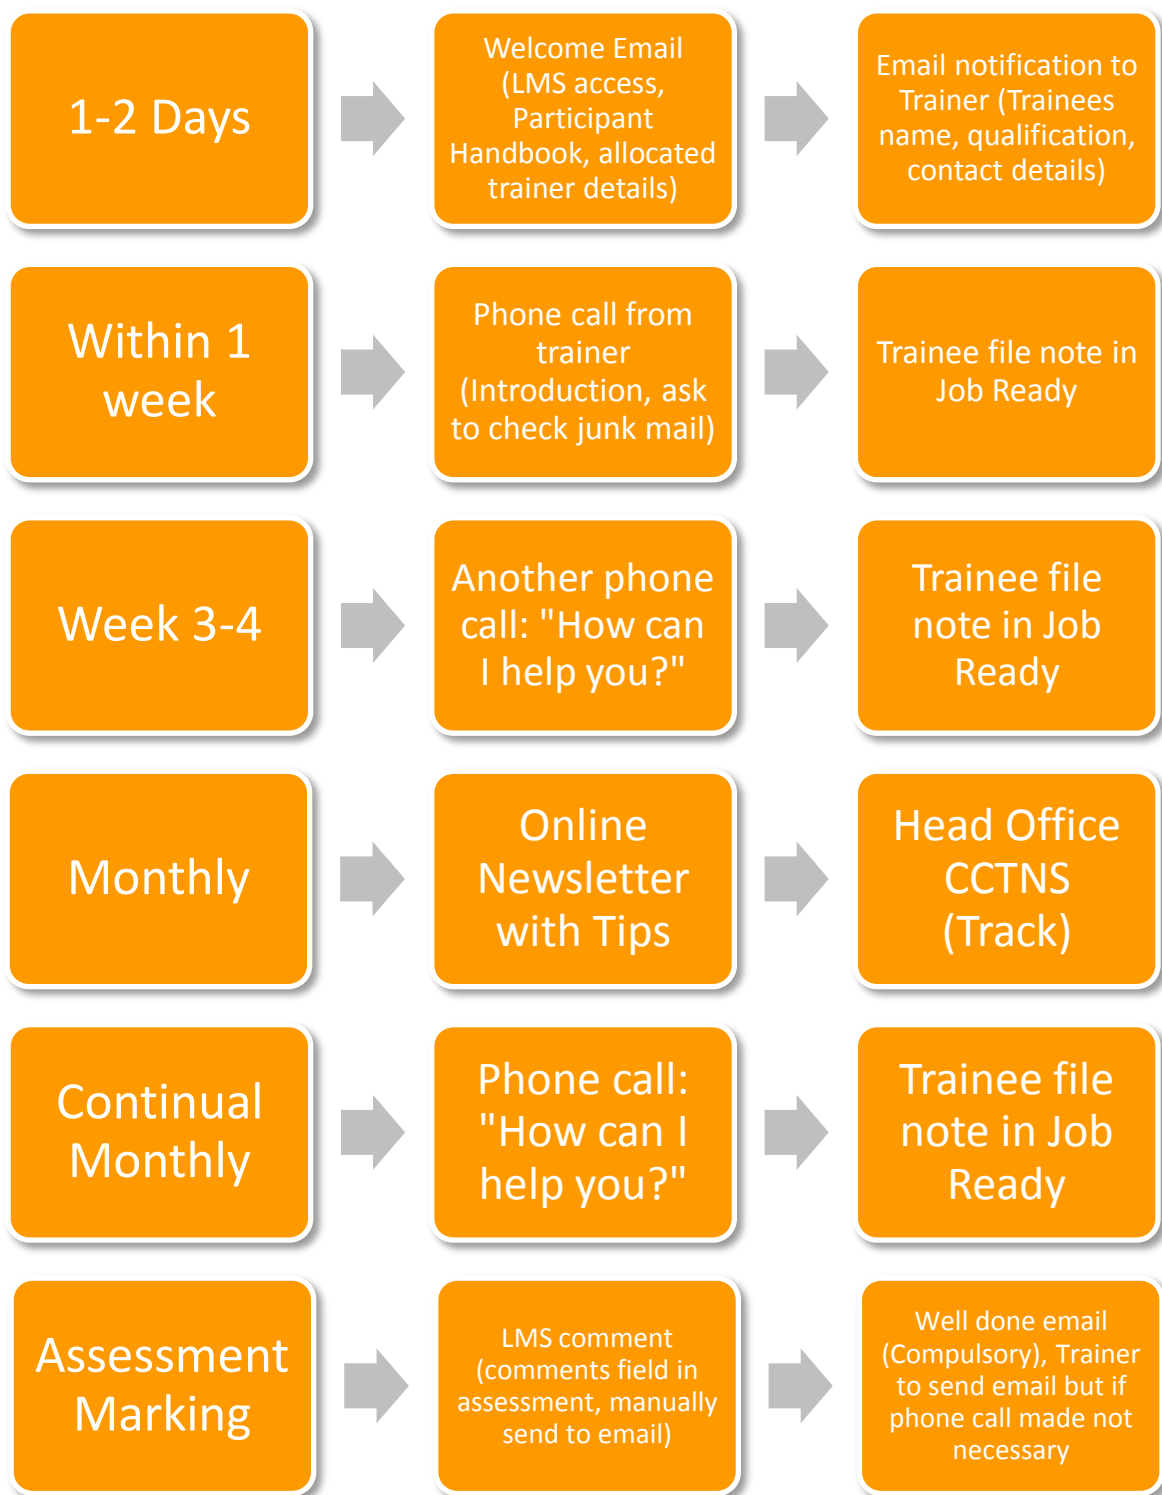 1-2 Days
Welcome Email
(LMS access,
Participant
Handbook, allocated
trainer details)
Email notification to
Trainer (Trainees
name, qualification,
contact details)
Within 1
week
Phone call from
trainer
(Introduction, ask
to check junk mail)
Trainee file note in
Job Ready
Week 3-4
Another phone
call: "How can
I help you?"
Trainee file
note in Job
Ready
Monthly
Online
Newsletter
with Tips
Head Office
CCTNS
(Track)
Continual
Monthly
Phone call:
"How can I
help you?"
Trainee file
note in Job
Ready
Assessment
Marking
LMS comment
(comments field in
assessment, manually
send to email)
Well done email
(Compulsory), Trainer
to send email but if
phone call made not
necessary